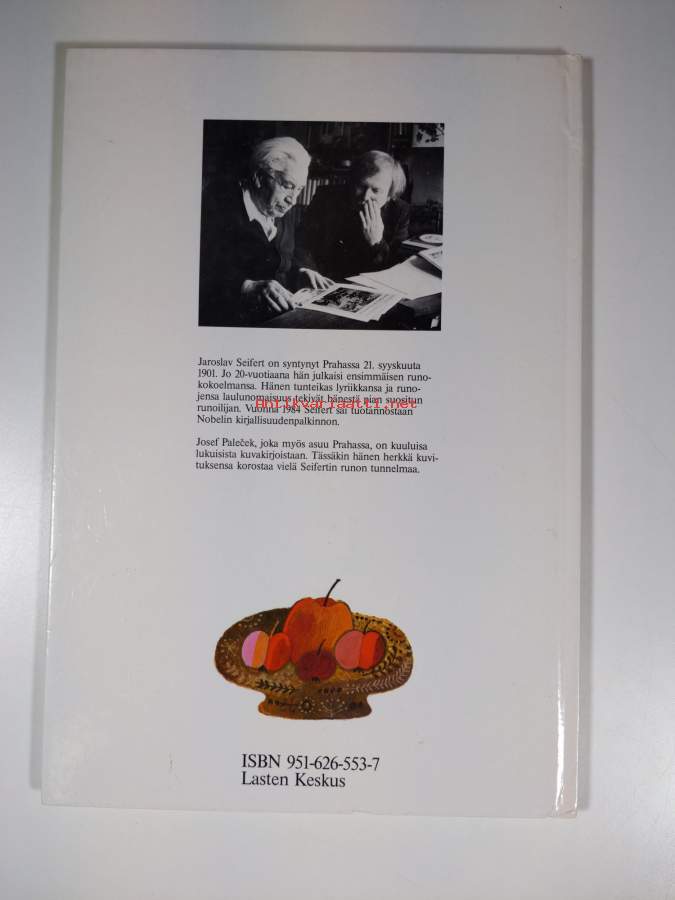 Jaroslav Seifert on syntynyt Prahassa 21. syyskuuta
1901. Jo 20-vuotiaana hän julkaisi ensimmäisen runo-
kokoelmansa. Hänen tunteikas lyriikkansa ja runo-
jensa laulunomaisuus tekivät hänestä pian suositun
antikvariaatti.net
runoilijan. Vuonna 1984 Seifert sai tuotannostaan
Nobelin kirjallisuudenpalkinnon.
Josef Paleček, joka myös asuu Prahassa, on kuuluisa
lukuisista kuvakirjoistaan. Tässäkin hänen herkkä kuvi-
tuksensa korostaa vielä Seifertin runon tunnelmaa.
ISBN 951-626-553-7
Lasten Keskus